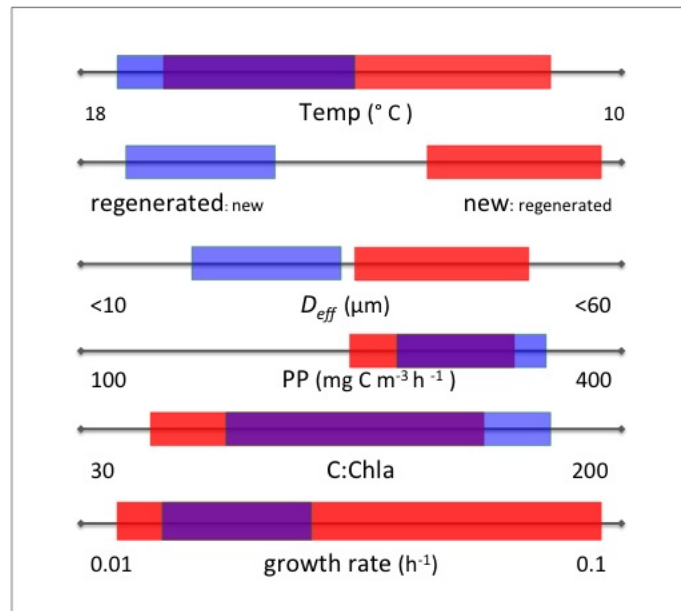 18 Temp (° C ) 10
regenerated: new new: regenerated
<10 D_eff (µm) <60
100 PP (mg C m⁻³ h ⁻¹ ) 400
30 C:Chla 200
0.01 growth rate (h⁻¹) 0.1